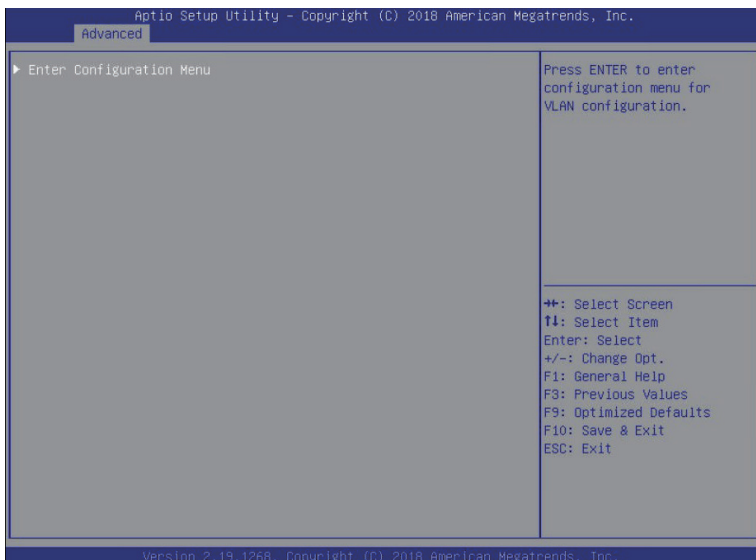 Aptio Setup Utility – Copyright (C) 2018 American Megatrends, Inc.
Advanced
▶ Enter Configuration Menu
Press ENTER to enter
configuration menu for
VLAN configuration.
→←: Select Screen
↑↓: Select Item
Enter: Select
+/-: Change Opt.
F1: General Help
F3: Previous Values
F9: Optimized Defaults
F10: Save & Exit
ESC: Exit
Version 2.19.1268. Copyright (C) 2018 American Megatrends, Inc.